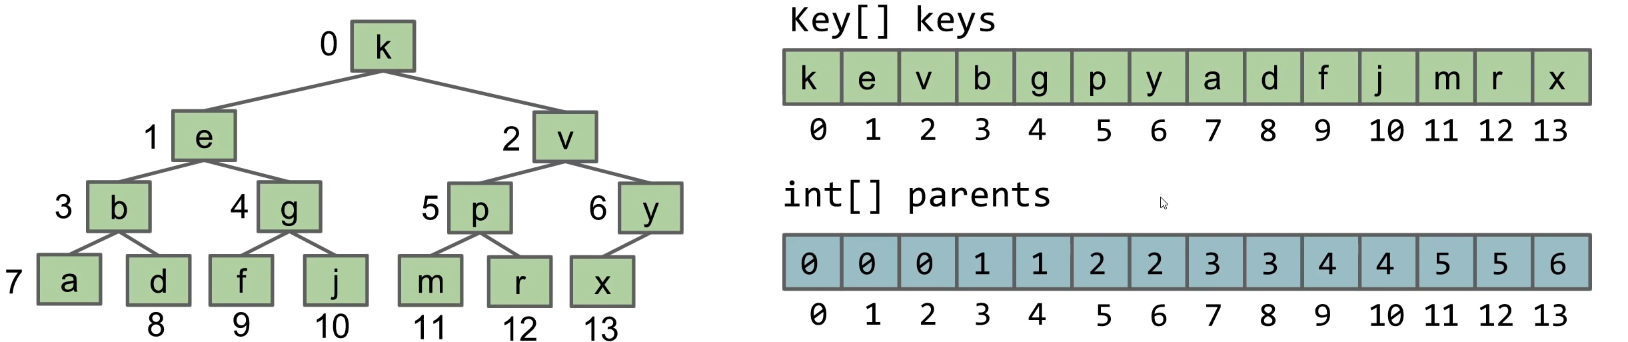 0 k
1 e
2 v
3 b
4 g
5 p
6 y
7 a
d
f
j
m
r
x
8 9 10 11 12 13
Key[] keys
k e v b g p y a d f j m r x
0 1 2 3 4 5 6 7 8 9 10 11 12 13
int[] parents
0 0 0 1 1 2 2 3 3 4 4 5 5 6
0 1 2 3 4 5 6 7 8 9 10 11 12 13